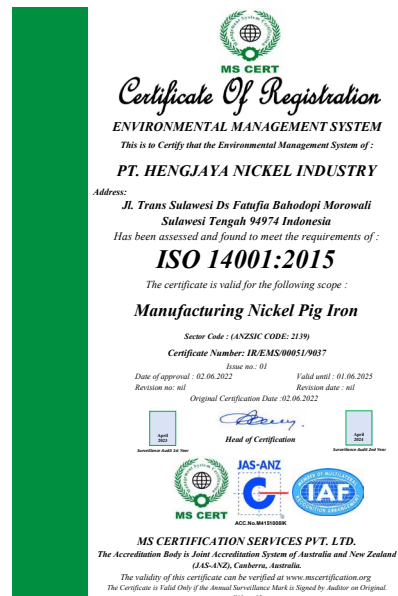 MS CERT
Certificate Of Registration
ENVIRONMENTAL MANAGEMENT SYSTEM
This is to Certify that the Environmental Management System of :
PT. HENGJAYA NICKEL INDUSTRY
Address:
Jl. Trans Sulawesi Ds Fatufia Bahodopi Morowali
Sulawesi Tengah 94974 Indonesia
Has been assessed and found to meet the requirements of :
ISO 14001:2015
The certificate is valid for the following scope :
Manufacturing Nickel Pig Iron
Sector Code : (ANZSIC CODE: 2139)
Certificate Number: IR/EMS/00051/9037
Issue no.: 01
Date of approval : 02.06.2022 Valid until : 01.06.2025
Revision no: nil Revision date : nil
Original Certification Date :02.06.2022
April
2023
Surveillance Audit 1st Year
Head of Certification
April
2024
Surveillance Audit 2nd Year
MS CERT
JAS-ANZ
C
ACC.No.M4151008IK
MEMBER OF MULTILATERAL
IAF
RECOGNITION ARRANGEMENT
MS CERTIFICATION SERVICES PVT. LTD.
The Accreditation Body is Joint Accreditation System of Australia and New Zealand
(JAS-ANZ), Canberra, Australia.
The validity of this certificate can be verified at www.mscertification.org
The Certificate is Valid Only if the Annual Surveillance Mark is Signed by Auditor on Original.